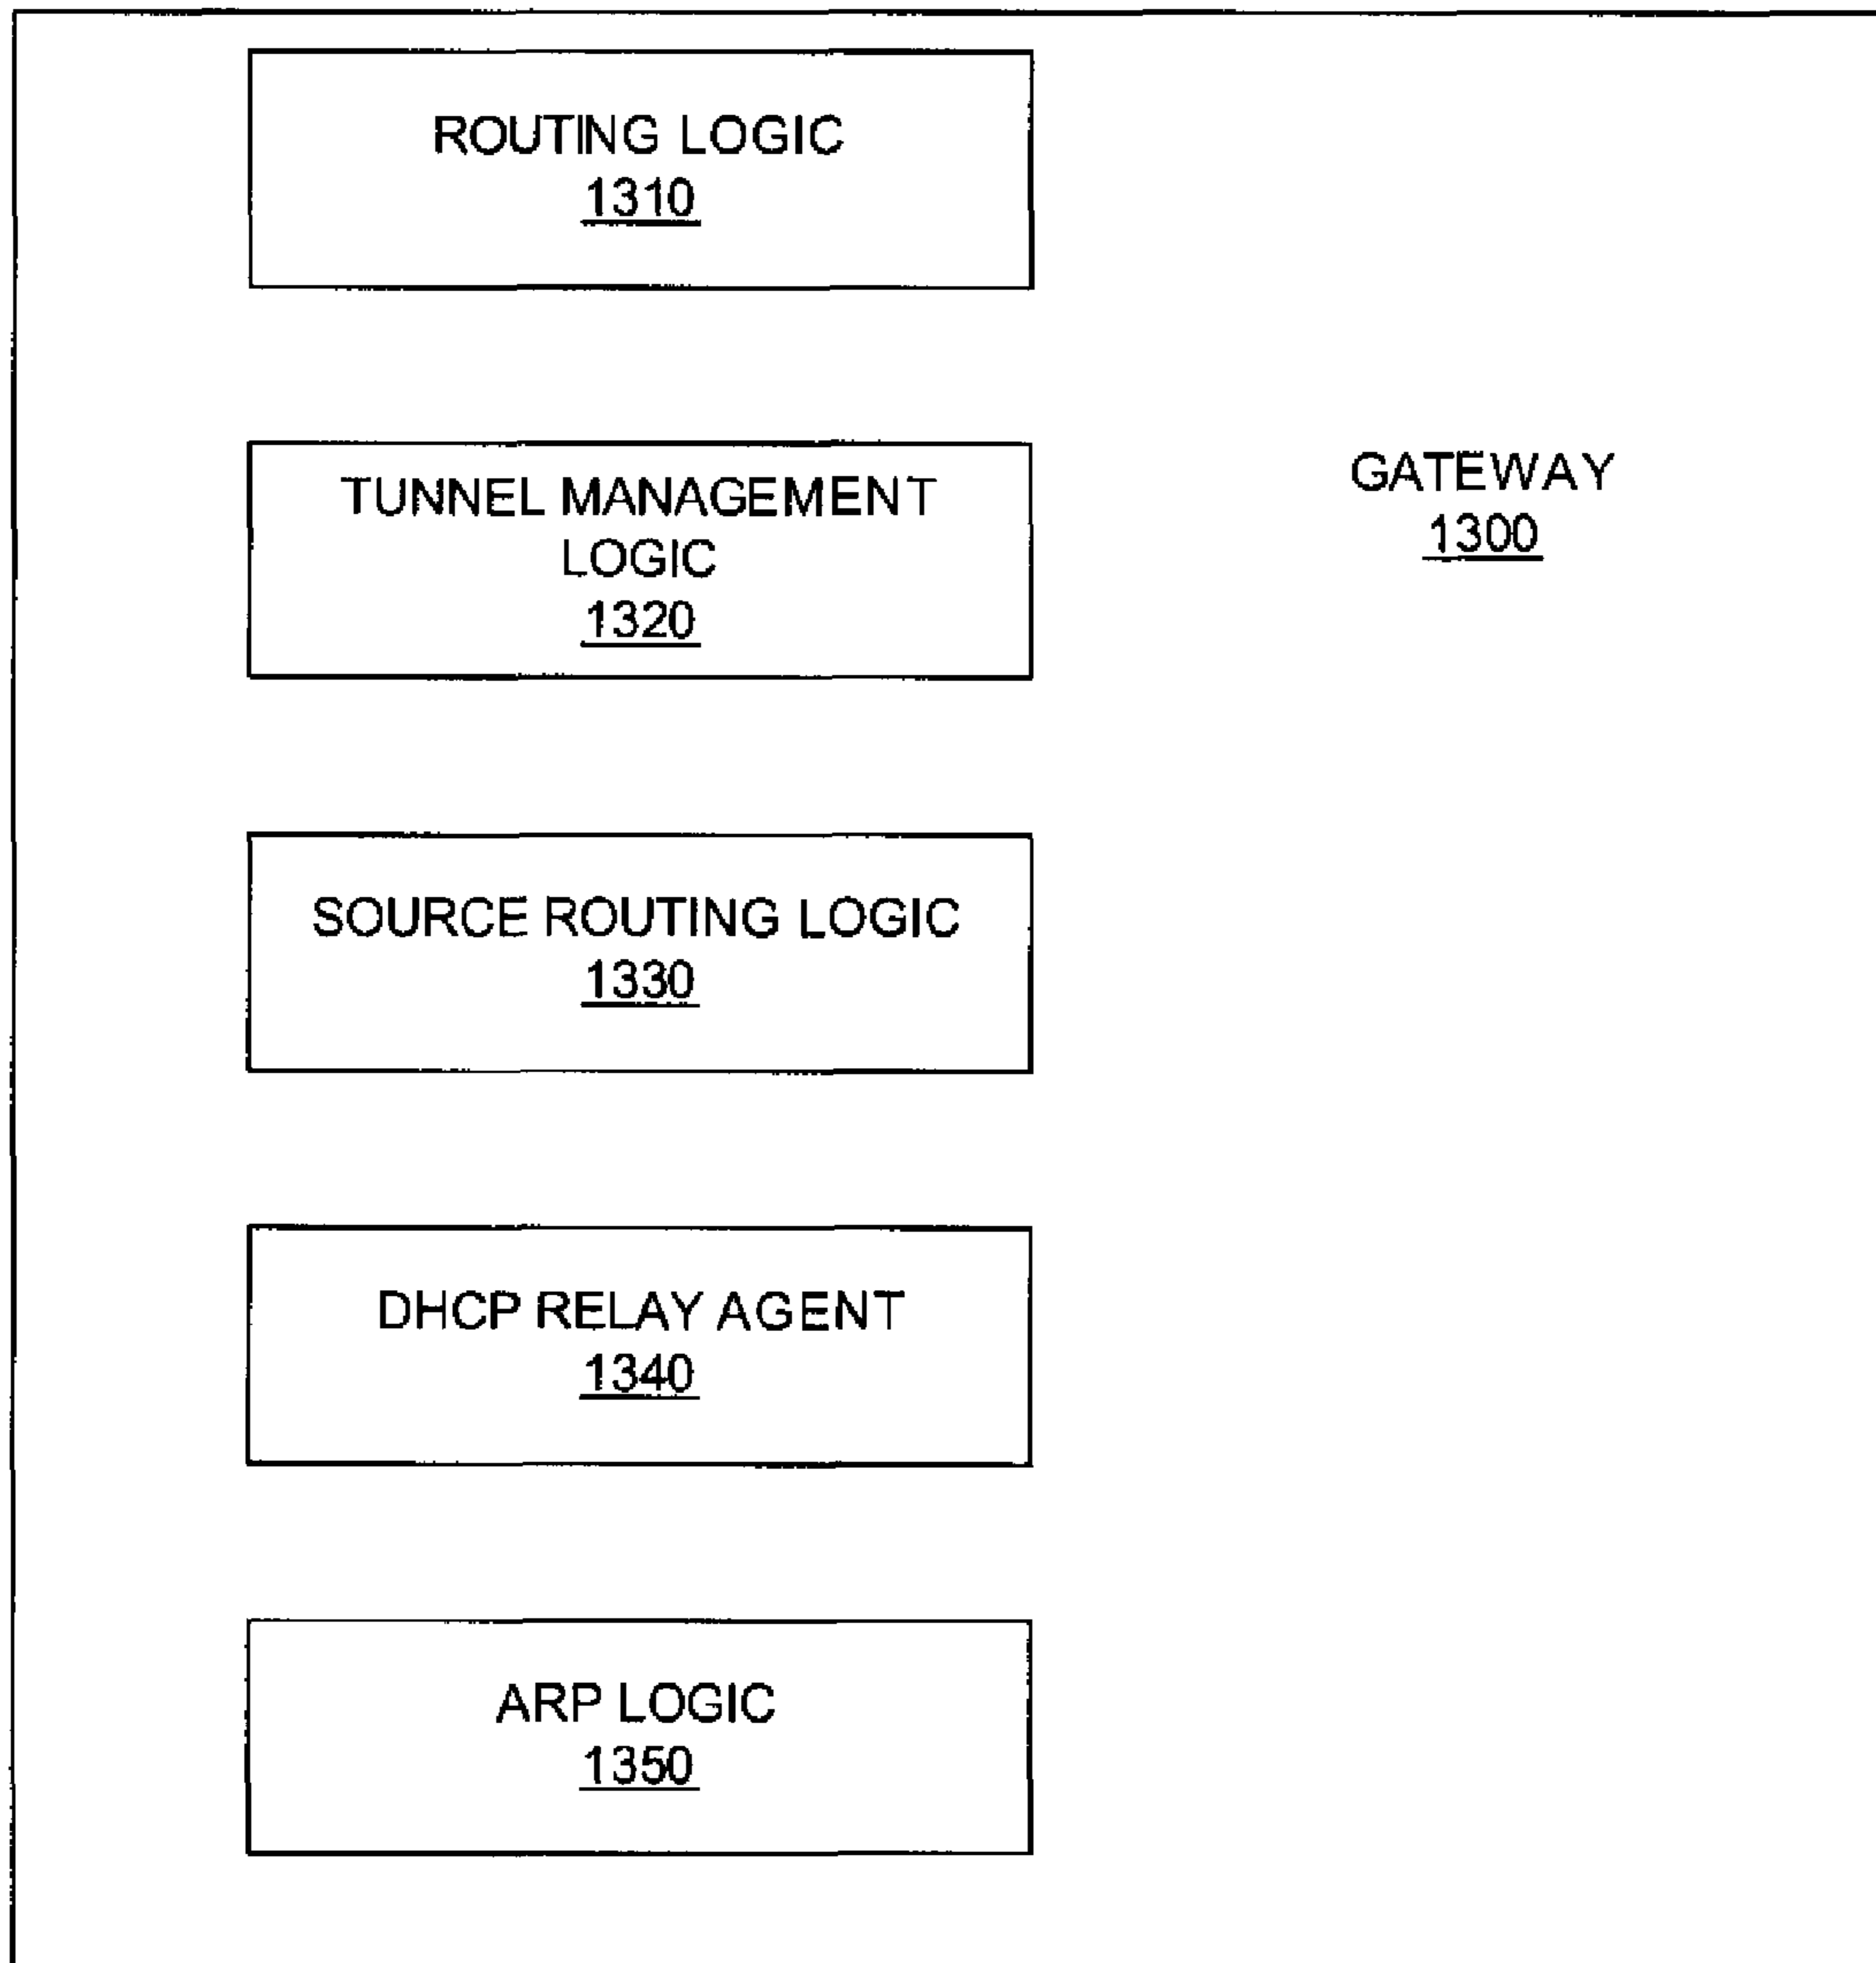 ROUTING LOGIC
1310
TUNNEL MANAGEMENT
LOGIC
1320
GATEWAY
1300
SOURCE ROUTING LOGIC
1330
DHCP RELAY AGENT
1340
ARP LOGIC
1350